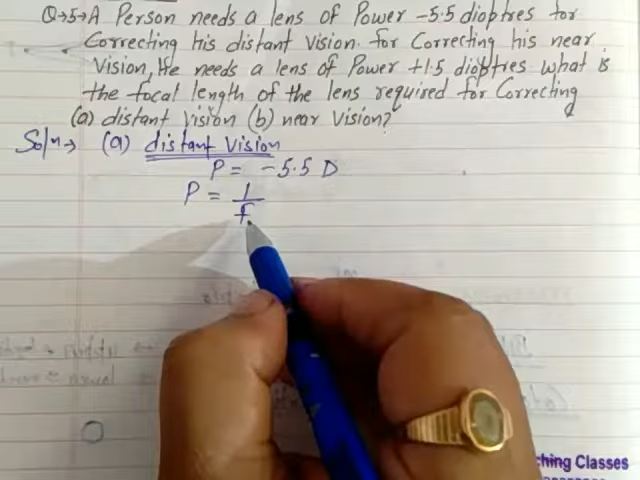 Q→5→A Person needs a lens of Power -5.5 dioptres for
Correcting his distant Vision. for Correcting his near
Vision, He needs a lens of Power +1.5 dioptres what is
the focal length of the lens required for Correcting
(a) distant Vision (b) near Vision?
Soln→ (a) distant Vision
P = -5.5 D
P = 1/f
ching Classes